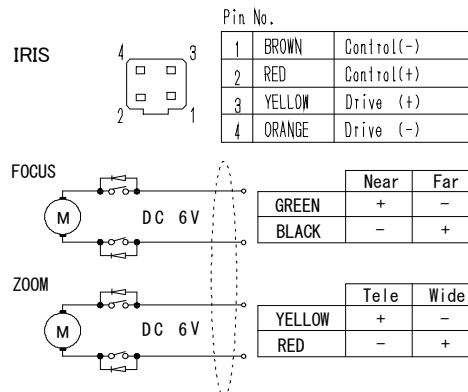 Pin No.
IRIS
4 3
2 1
1 BROWN Control(-)
2 RED Control(+)
3 YELLOW Drive (+)
4 ORANGE Drive (-)
FOCUS
M DC 6V
Near Far
GREEN + -
BLACK - +
ZOOM
M DC 6V
Tele Wide
YELLOW + -
RED - +